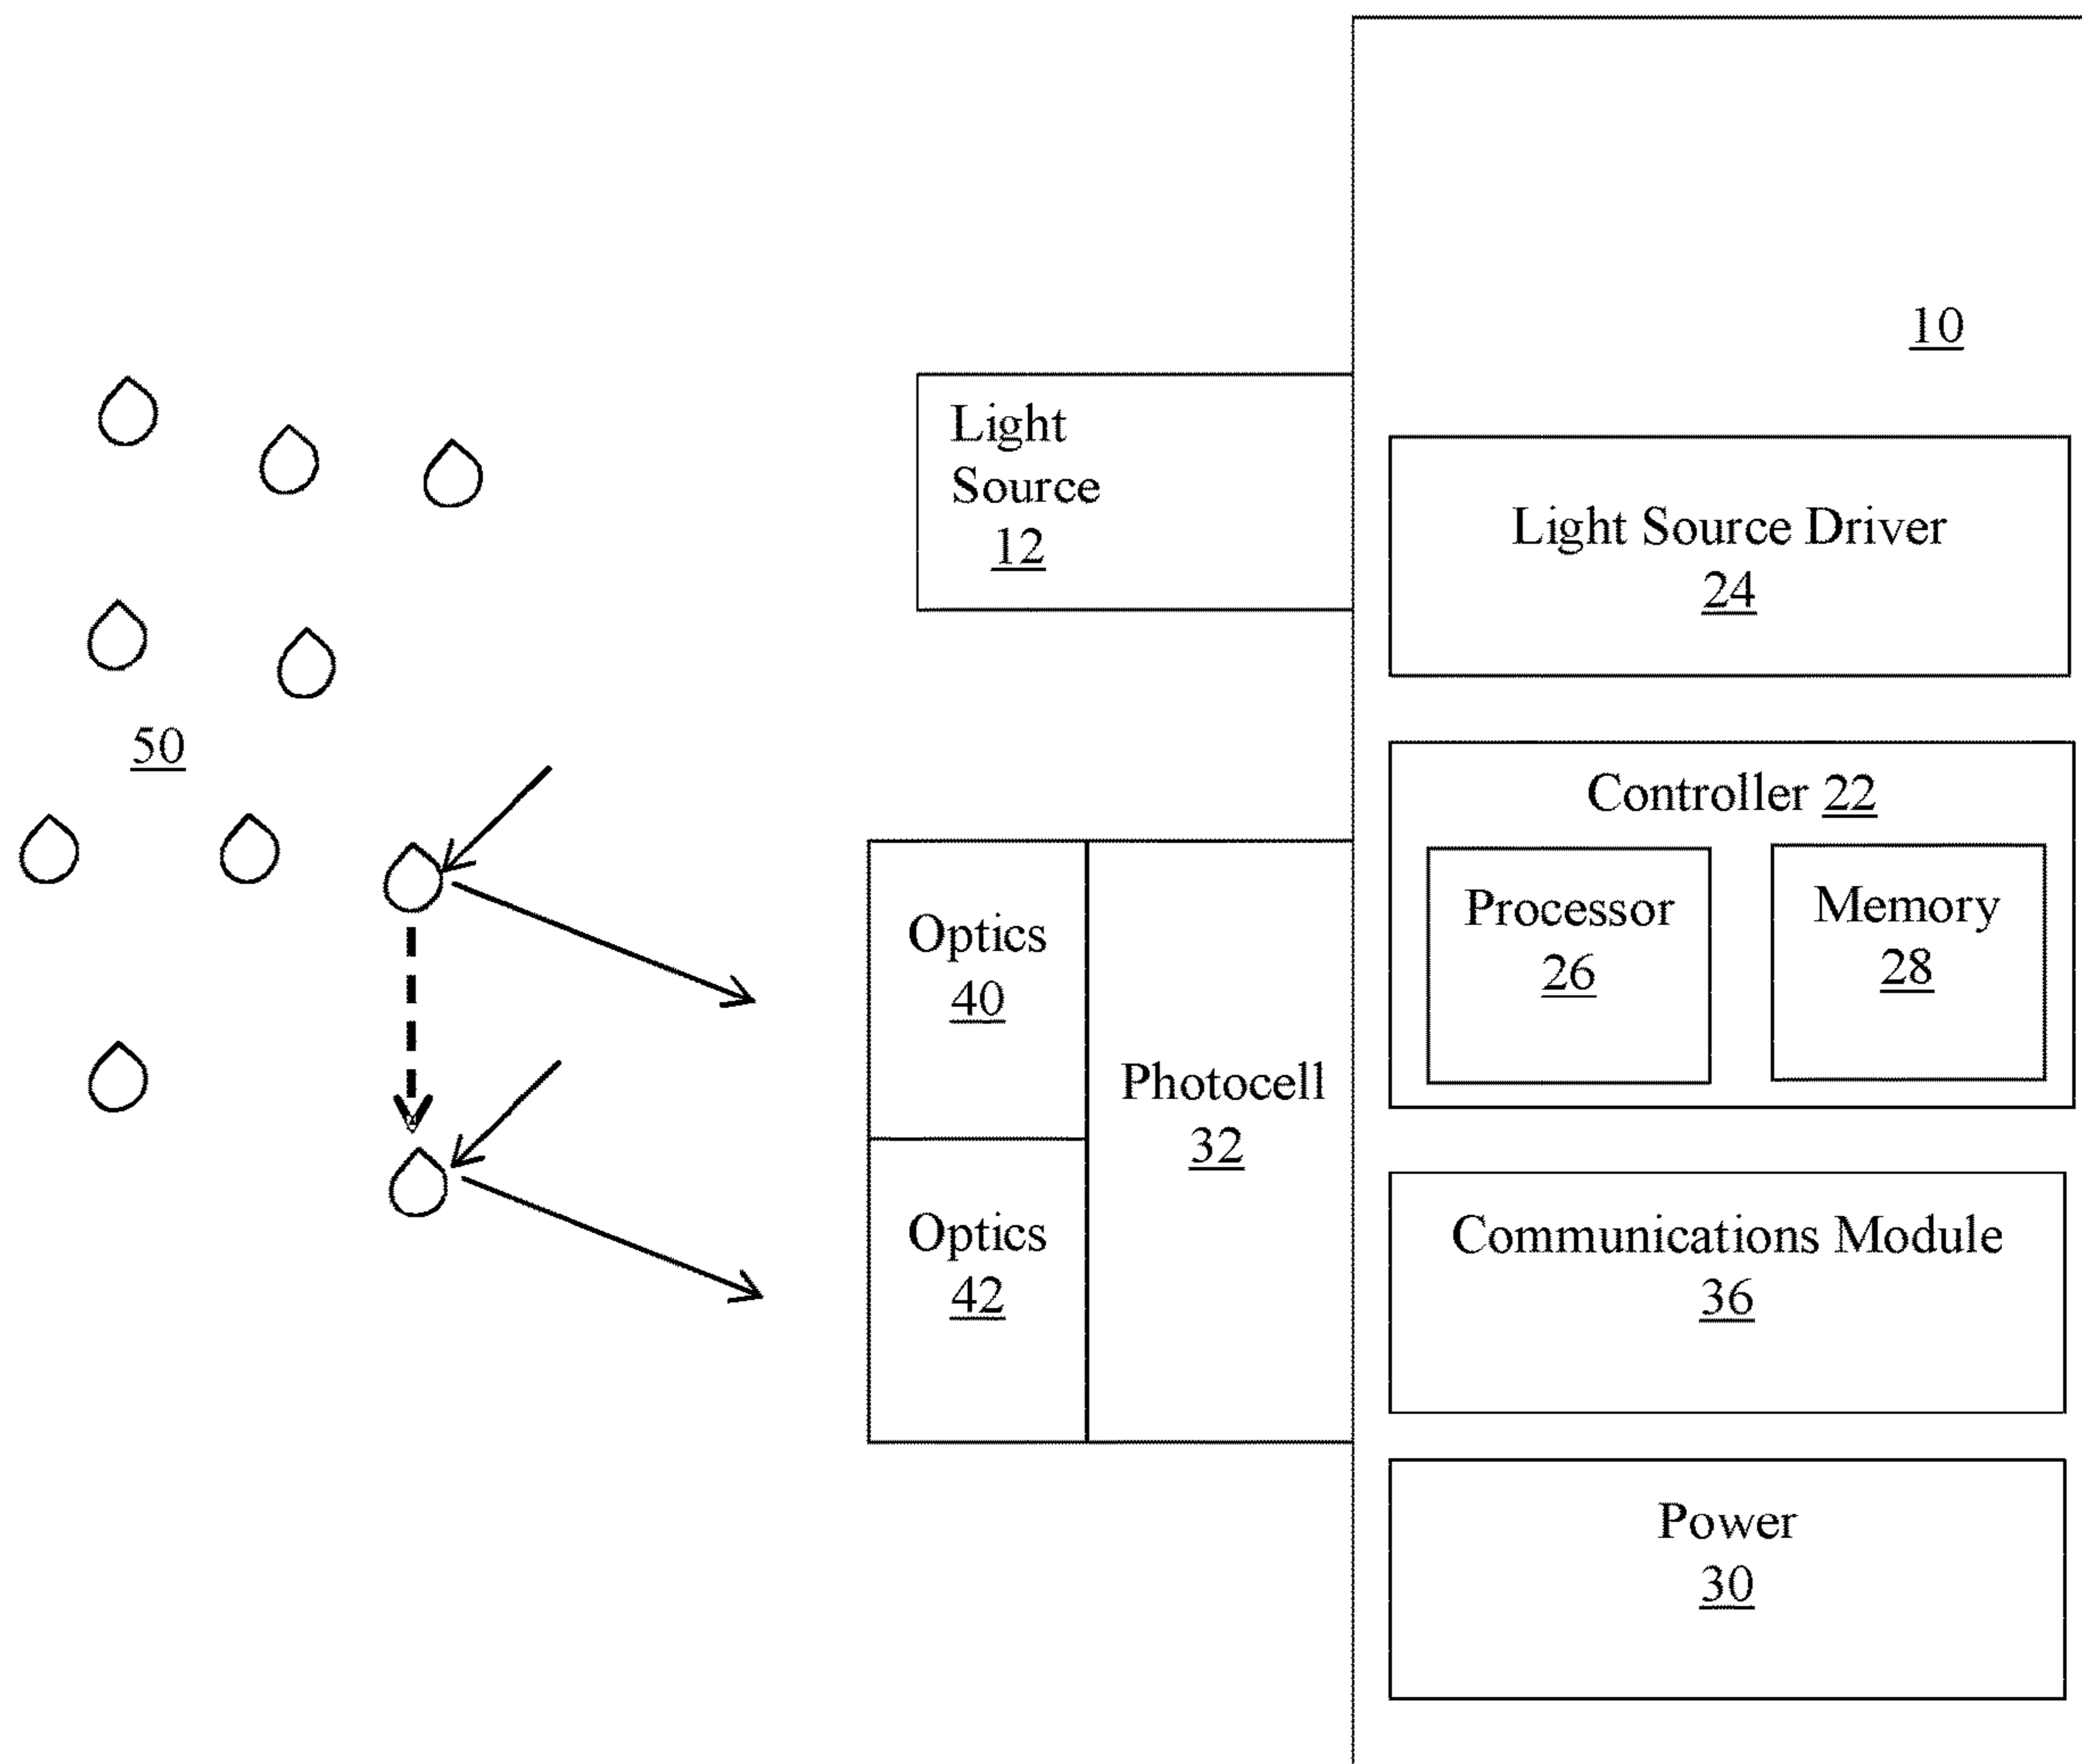 10
Light
Source
12
Light Source Driver
24
50
Controller 22
Processor
26
Memory
28
Optics
40
Photocell
32
Optics
42
Communications Module
36
Power
30